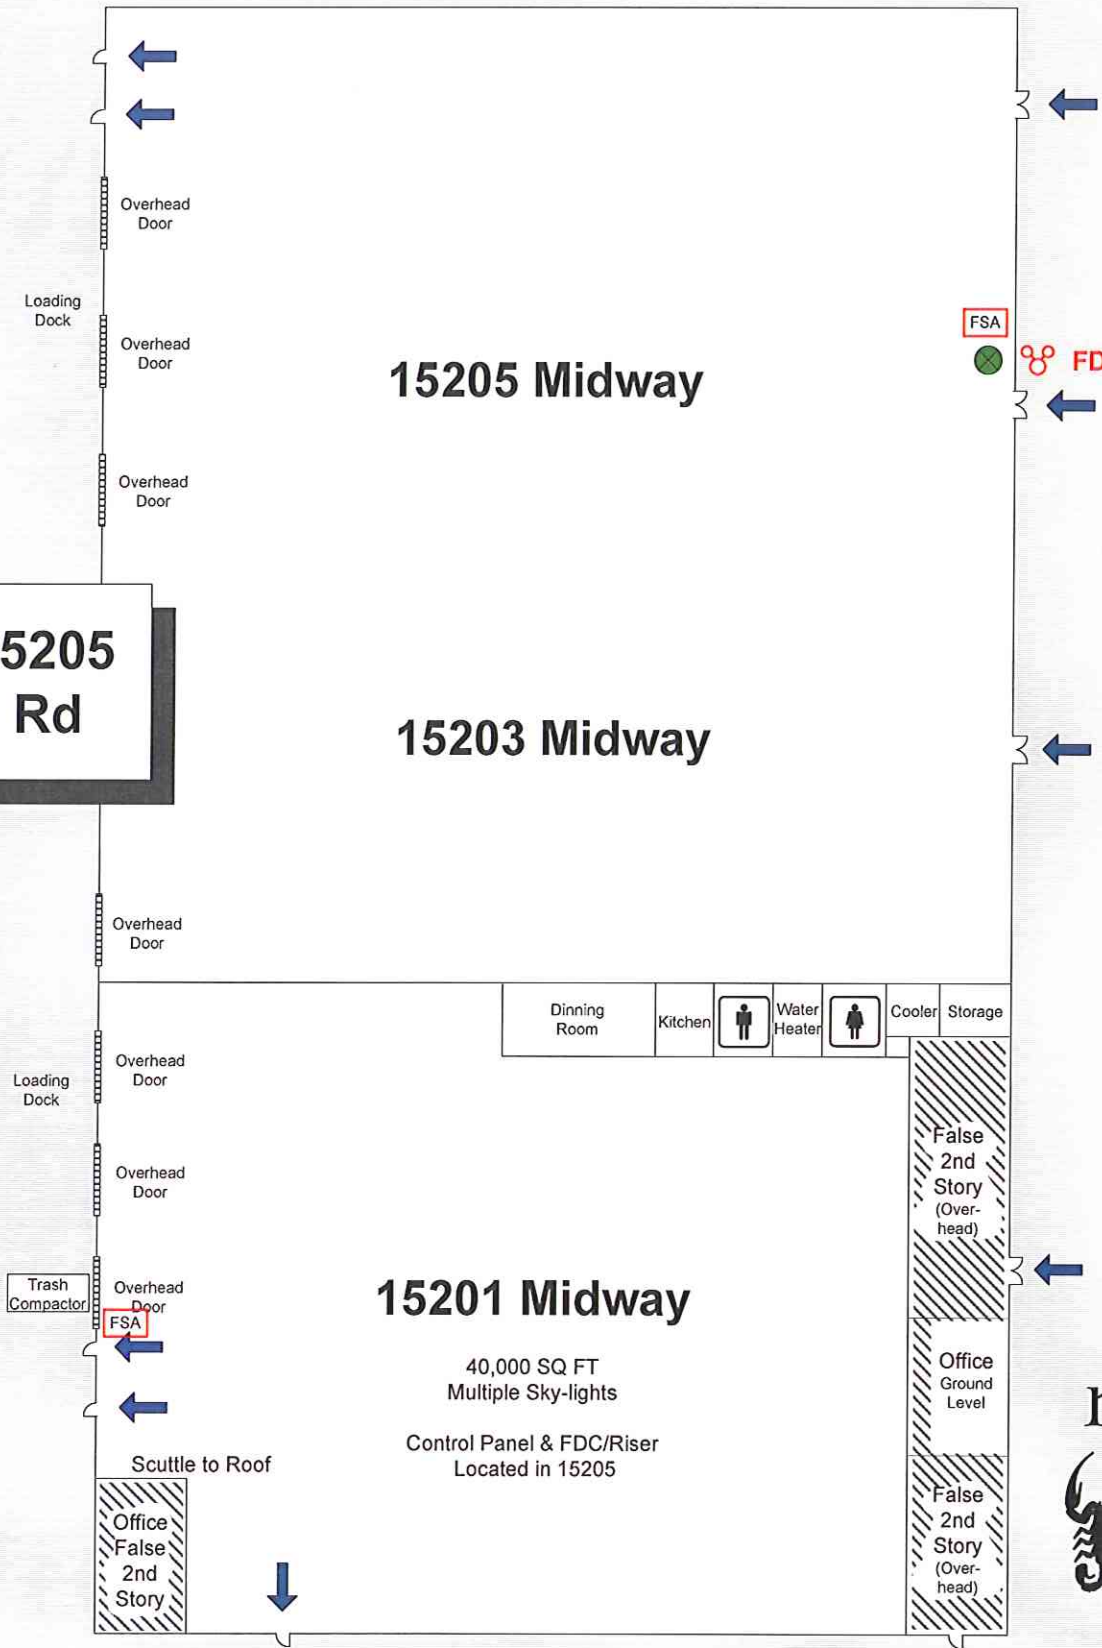 Overhead
Door
Loading
Dock
Overhead
Door
FSA
15205 Midway
Overhead
Door
5205
Rd
15203 Midway
Overhead
Door
Dinning
Room
Kitchen
Water
Heater
Cooler
Storage
Overhead
Door
Loading
Dock
False
2nd
Story
(Over-
head)
Overhead
Door
Trash
Compactor
Overhead
Door
FSA
15201 Midway
40,000 SQ FT
Multiple Sky-lights
Control Panel & FDC/Riser
Located in 15205
Office
Ground
Level
Scuttle to Roof
Office
False
2nd
Story
False
2nd
Story
(Over-
head)